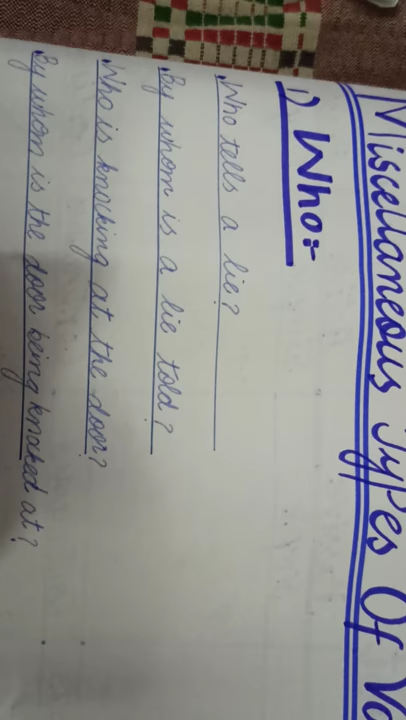 Miscellaneous Types Of
1) Who:-
Who tells a lie?
By whom is a lie told?
Who is knocking at the door?
By whom is the door being knocked at?